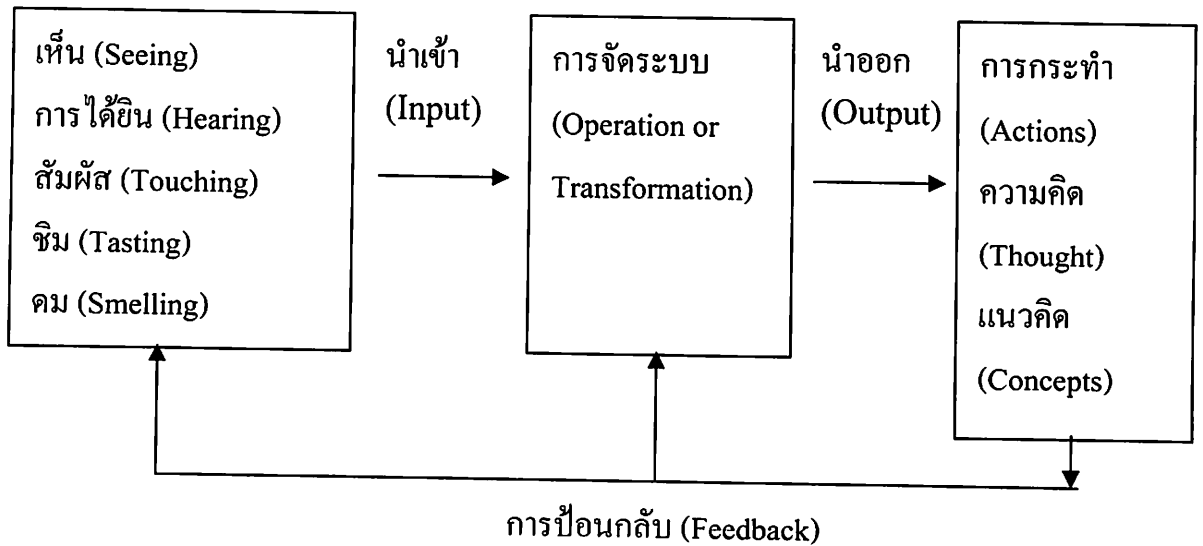 เห็น (Seeing)
การได้ยิน (Hearing)
สัมผัส (Touching)
ชิม (Tasting)
คม (Smelling)
นำเข้า
(Input)
การจัดระบบ
(Operation or
Transformation)
นำออก
(Output)
การกระทำ
(Actions)
ความคิด
(Thought)
แนวคิด
(Concepts)
การป้อนกลับ (Feedback)